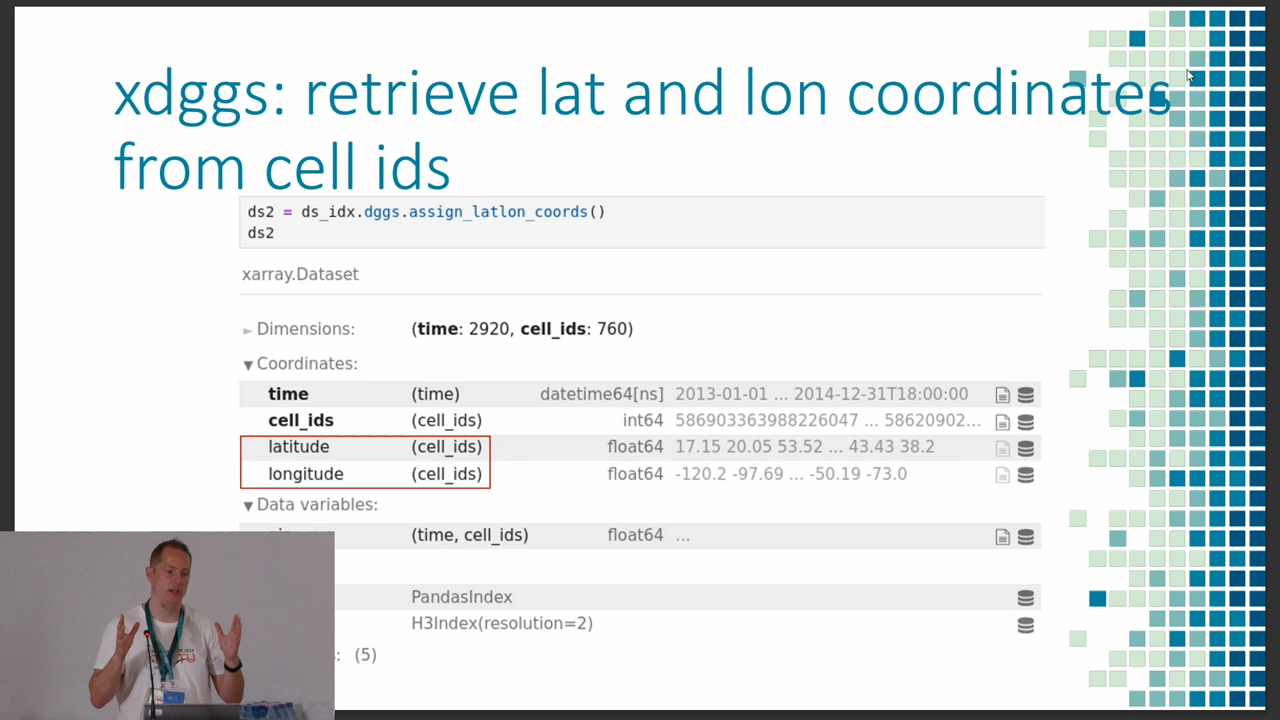 xdggs: retrieve lat and lon coordinates
from cell ids
ds2 = ds_idx.dggs.assign_latlon_coords()
ds2
xarray.Dataset
► Dimensions: (time: 2920, cell_ids: 760)
▼ Coordinates:
time (time) datetime64[ns] 2013-01-01 ... 2014-12-31T18:00:00
cell_ids (cell_ids) int64 586903363988226047 ... 58620902...
latitude (cell_ids) float64 17.15 20.05 53.52 ... 43.43 38.2
longitude (cell_ids) float64 -120.2 -97.69 ... -50.19 -73.0
▼ Data variables:
(time, cell_ids) float64 ...
PandasIndex
H3Index(resolution=2)
: (5)